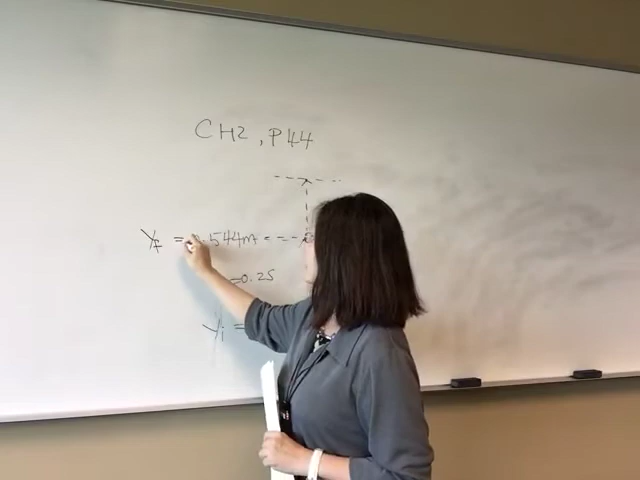 CH2, P44
Yf = 0.544m
=0.25
Yi =